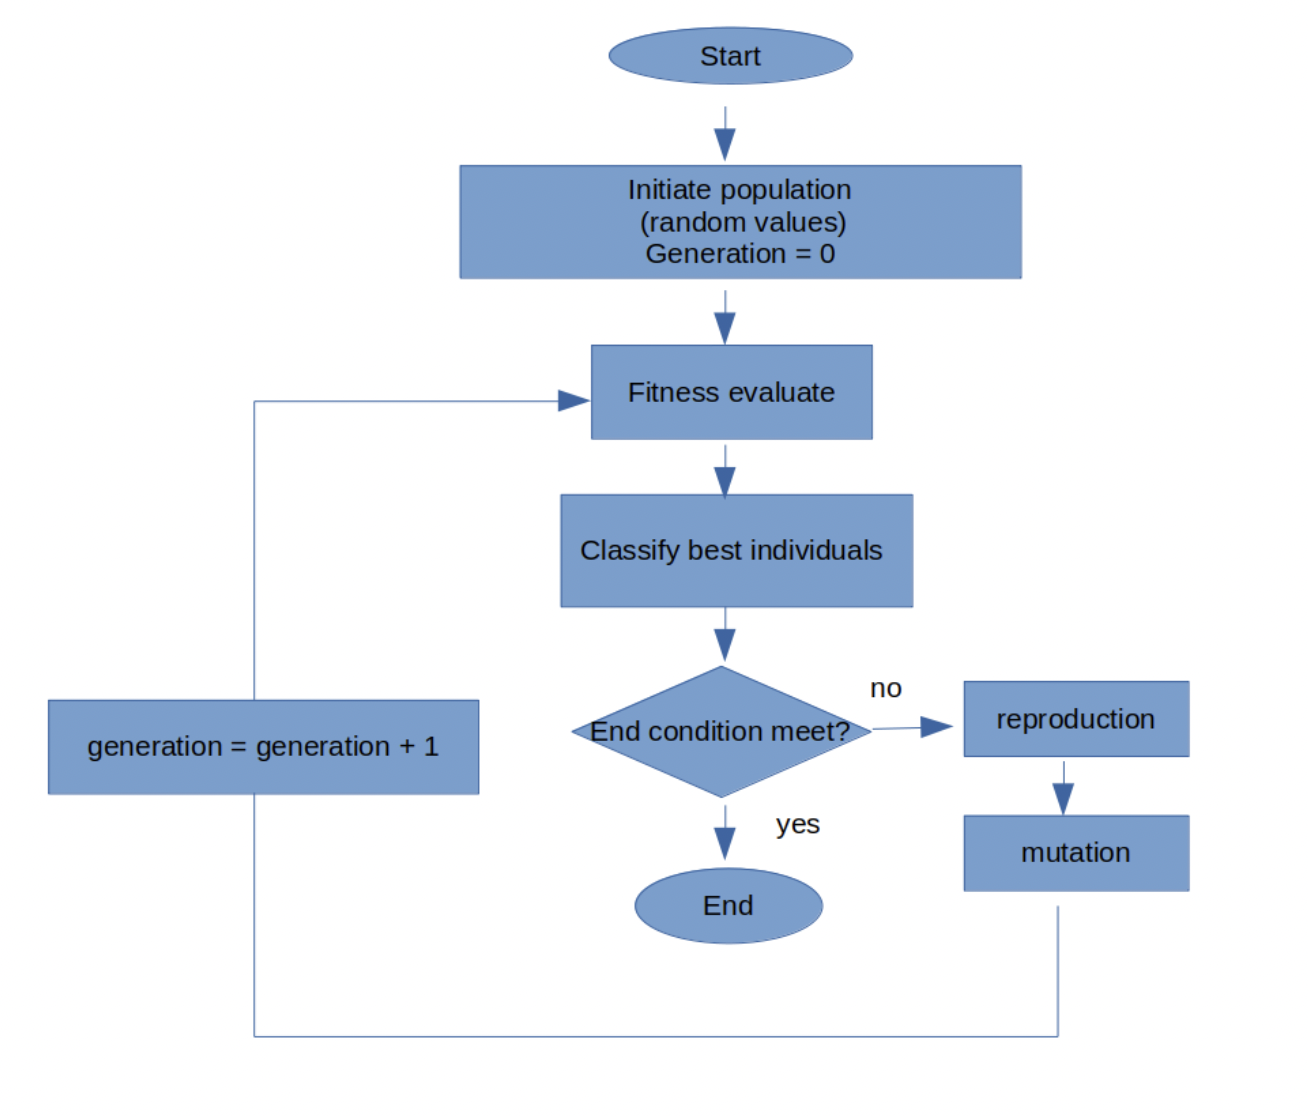 Start
Initiate population
(random values)
Generation = 0
Fitness evaluate
Classify best individuals
End condition meet?
no
reproduction
generation = generation + 1
yes
mutation
End